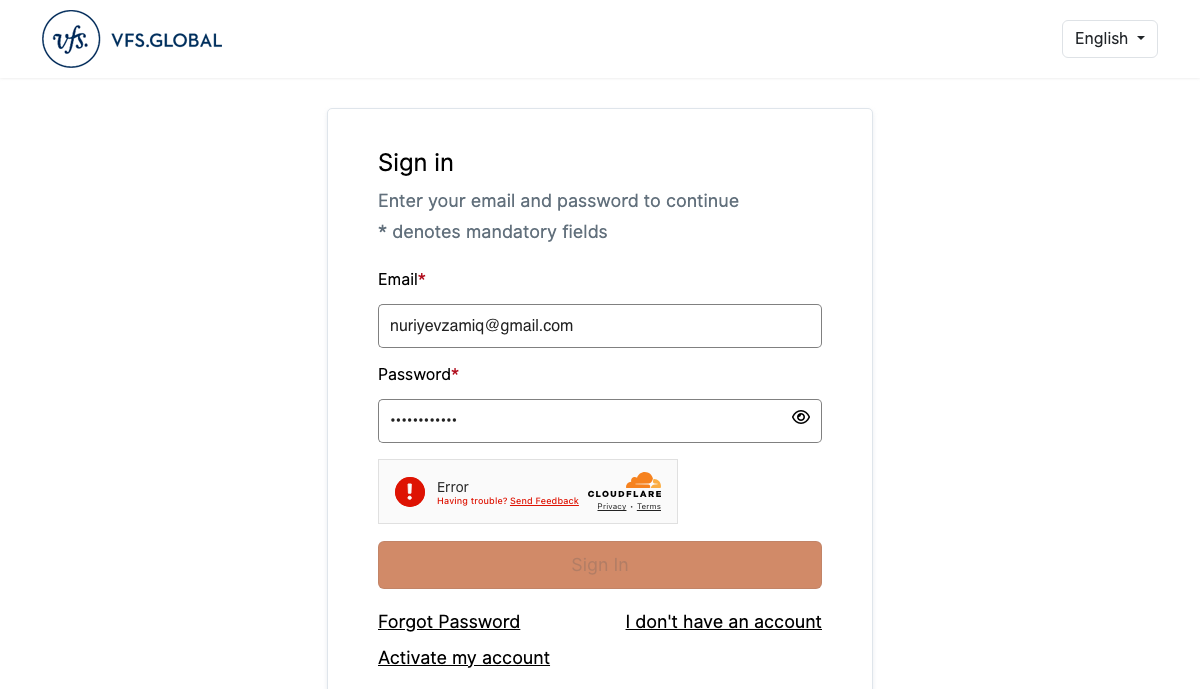 vfs. VFS.GLOBAL
English
Sign in
Enter your email and password to continue
* denotes mandatory fields
Email*
nuriyevzamiq@gmail.com
Password*
••••••••••••
Error
Having trouble? Send Feedback
CLOUDFLARE
Privacy • Terms
Sign In
Forgot Password
I don't have an account
Activate my account